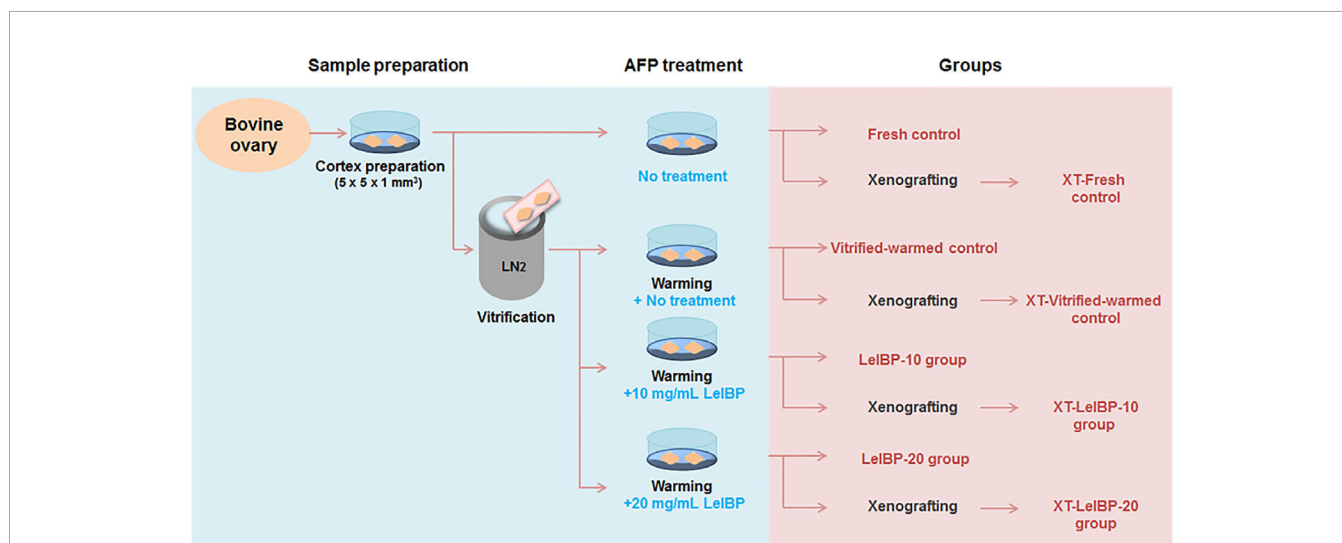 Sample preparation
AFP treatment
Groups
Bovine
ovary
Cortex preparation
(5 x 5 x 1 mm³)
No treatment
Fresh control
Xenografting
XT-Fresh
control
LN2
Vitrification
Warming
+ No treatment
Vitrified-warmed control
Xenografting
XT-Vitrified-warmed
control
Warming
+10 mg/mL LeIBP
LeIBP-10 group
Xenografting
XT-LeIBP-10
group
Warming
+20 mg/mL LeIBP
LeIBP-20 group
Xenografting
XT-LeIBP-20
group